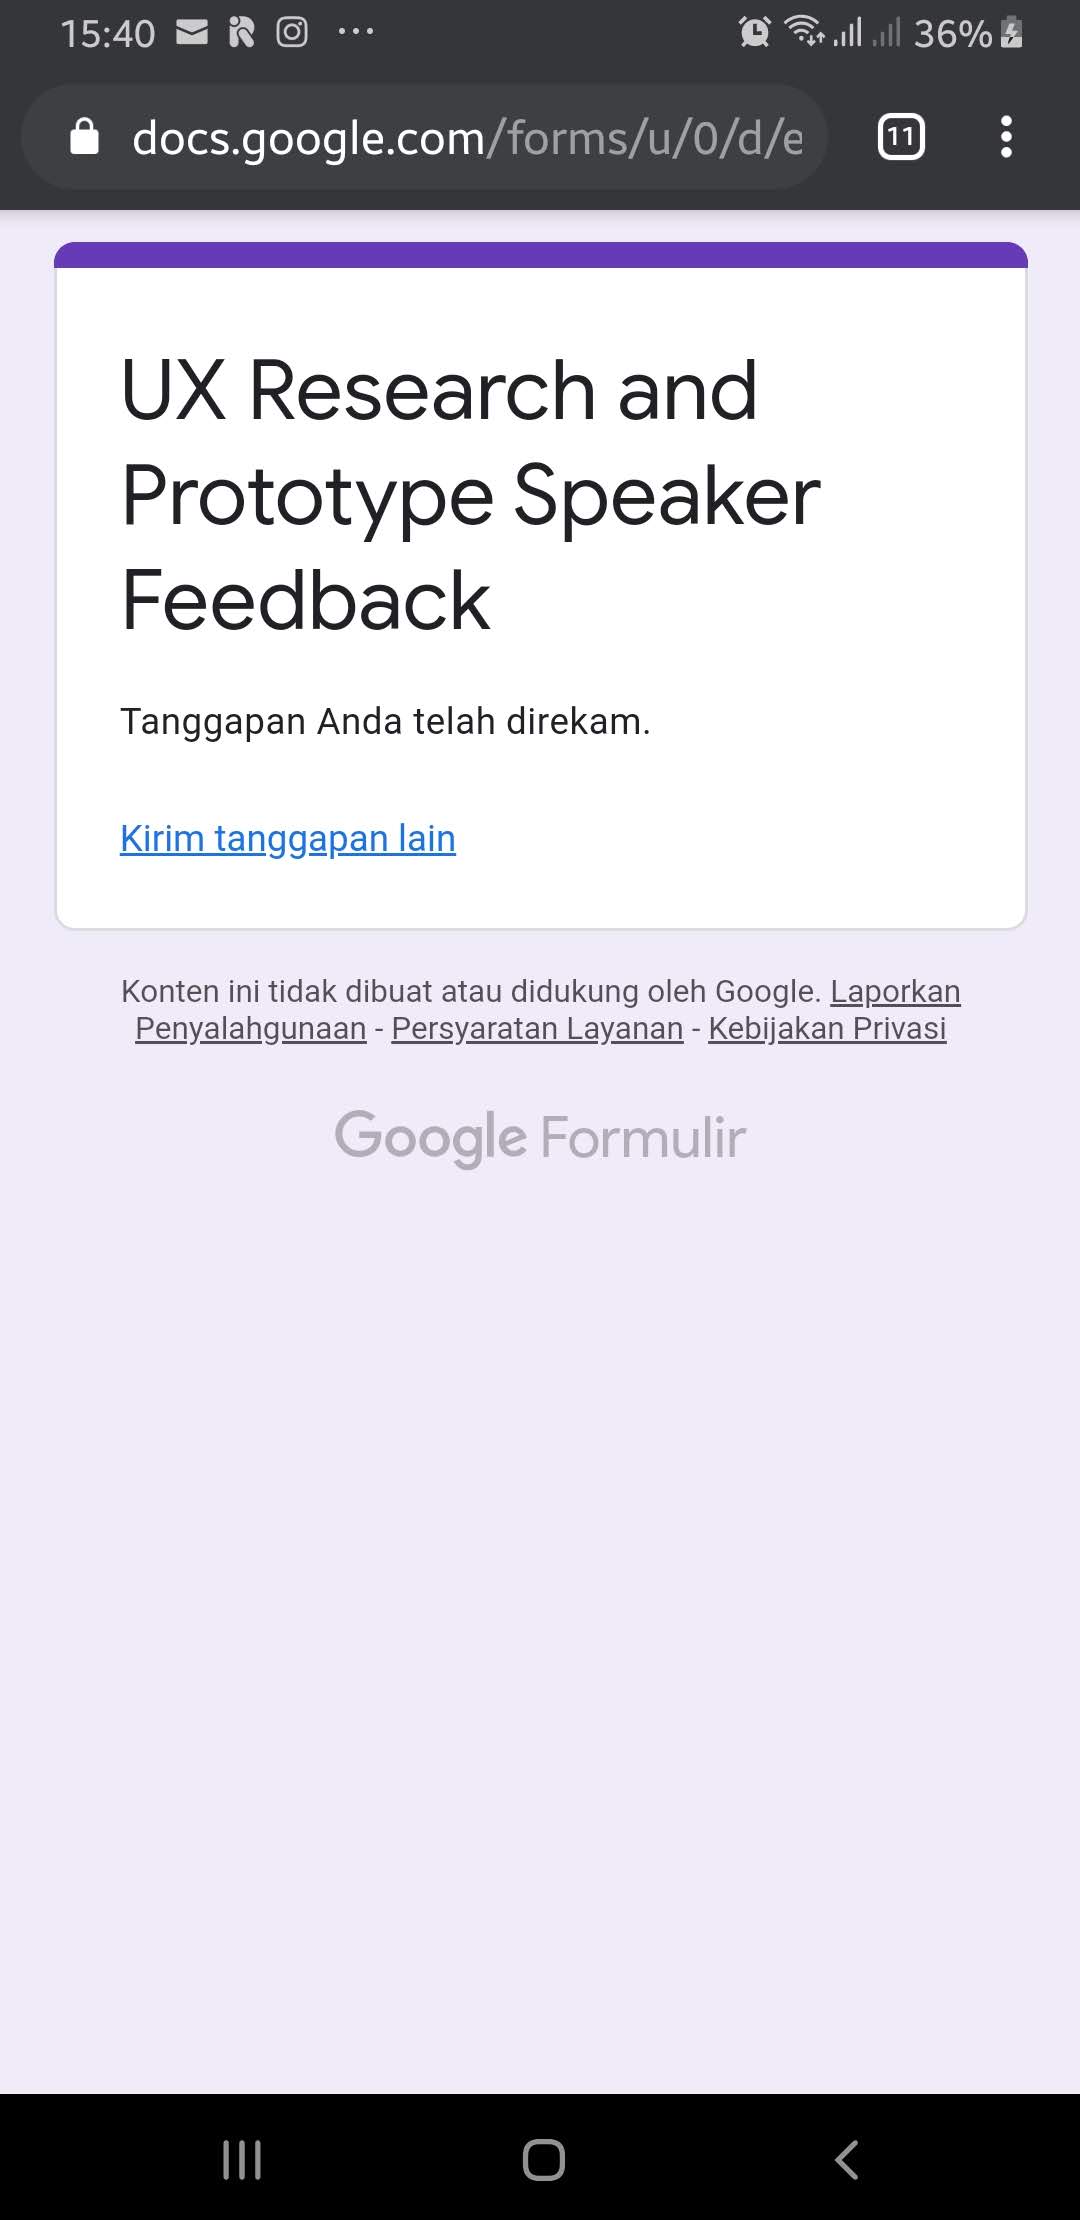 15:40
36%
docs.google.com/forms/u/0/d/e
11
UX Research and
Prototype Speaker
Feedback
Tanggapan Anda telah direkam.
Kirim tanggapan lain
Konten ini tidak dibuat atau didukung oleh Google. Laporkan
Penyalahgunaan - Persyaratan Layanan - Kebijakan Privasi
Google Formulir